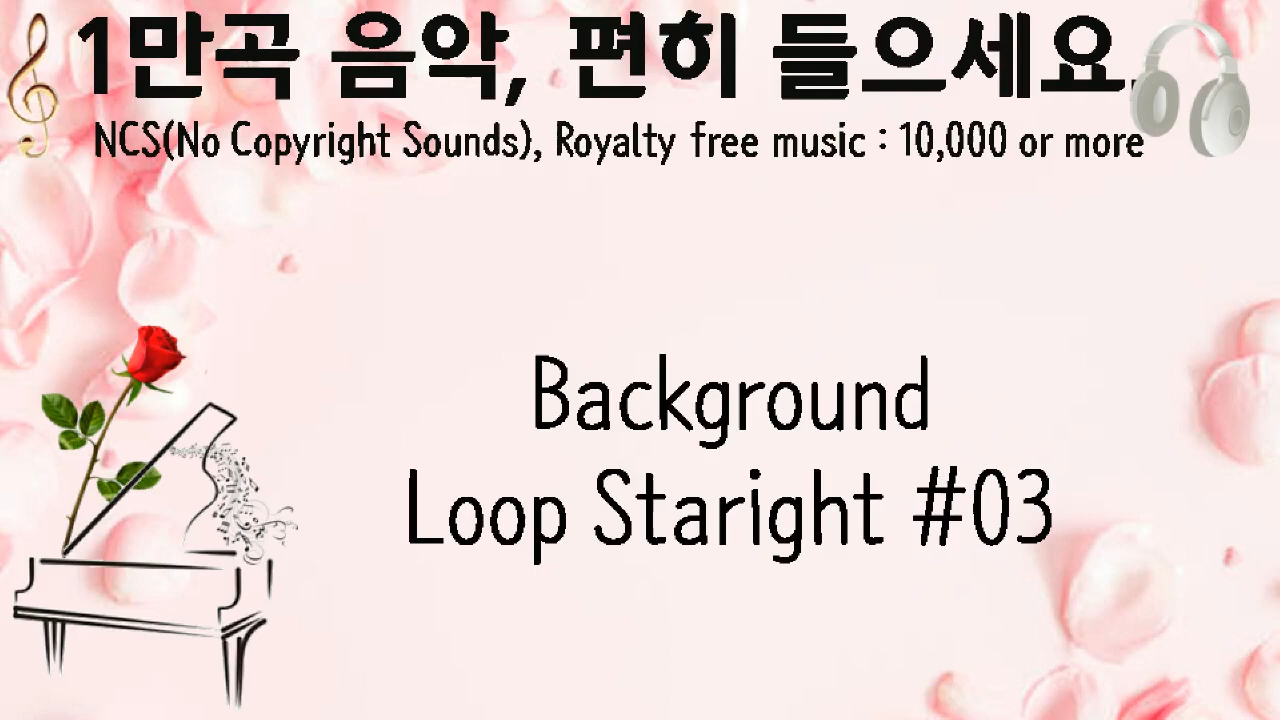 1만곡 음악, 편히 들으세요.
NCS(No Copyright Sounds), Royalty free music : 10,000 or more
Background
Loop Staright #03